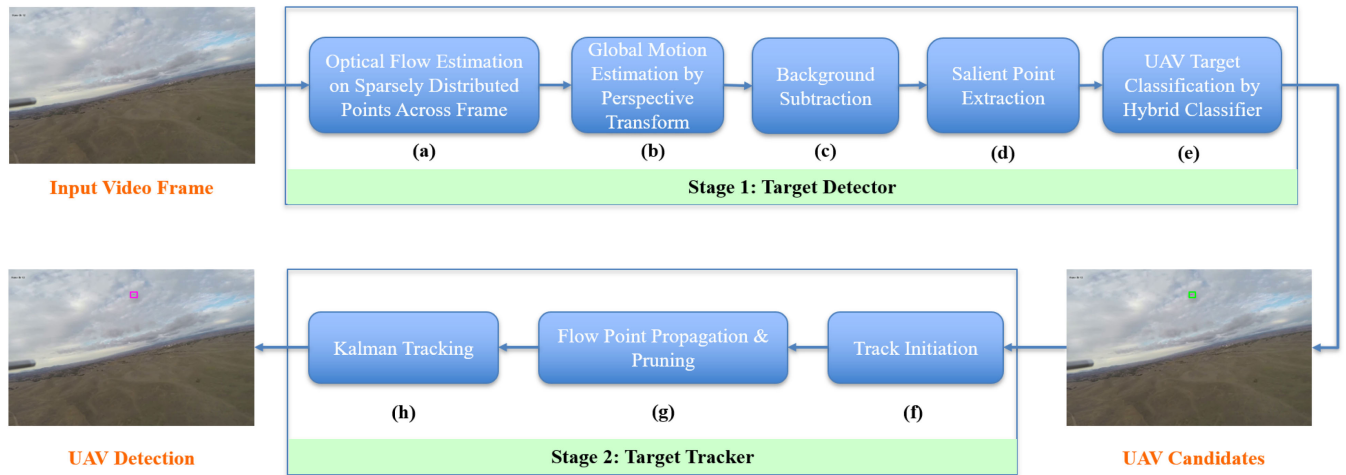 Optical Flow Estimation
on Sparsely Distributed
Points Across Frame
(a)
Global Motion
Estimation by
Perspective
Transform
(b)
Background
Subtraction
(c)
Salient Point
Extraction
(d)
UAV Target
Classification by
Hybrid Classifier
(e)
Input Video Frame
Stage 1: Target Detector
UAV Detection
Kalman Tracking
(h)
Flow Point Propagation &
Pruning
(g)
Track Initiation
(f)
Stage 2: Target Tracker
UAV Candidates